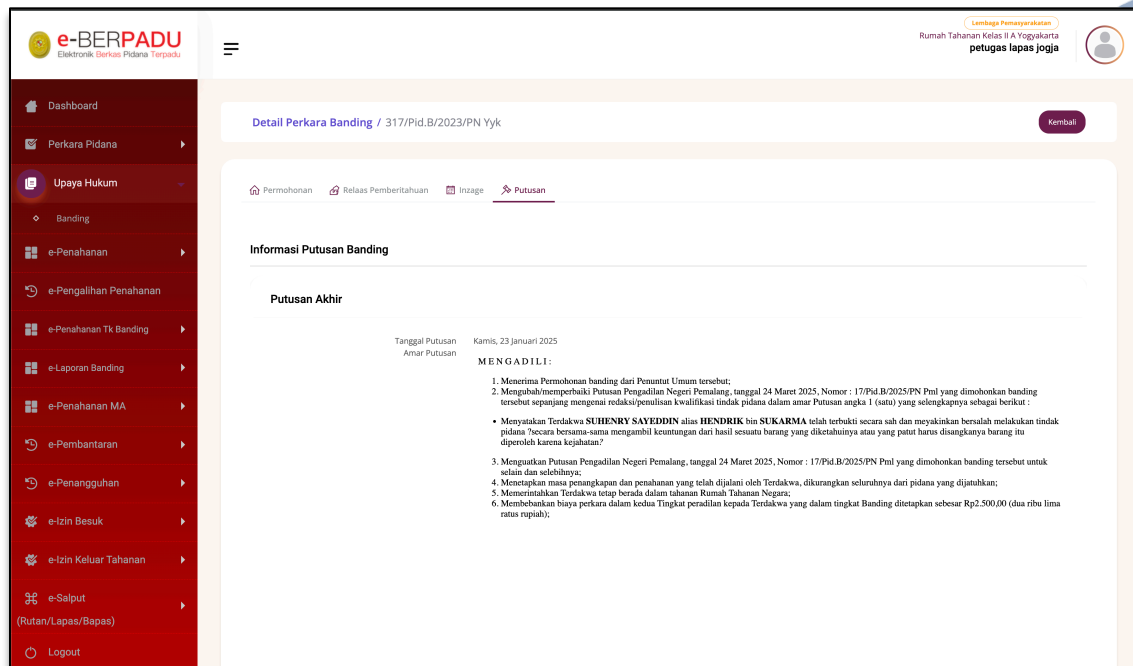 e-BERPADU
Elektronik Berkas Pidana Terpadu
Lembaga Pemasyarakatan
Rumah Tahanan Kelas II A Yogyakarta
petugas lapas jogja
Dashboard
Perkara Pidana
Upaya Hukum
Banding
e-Penahanan
e-Pengalihan Penahanan
e-Penahanan Tk Banding
e-Laporan Banding
e-Penahanan MA
e-Pembantaran
e-Penangguhan
e-Izin Besuk
e-Izin Keluar Tahanan
e-Salput
(Rutan/Lapas/Bapas)
Logout
Detail Perkara Banding / 317/Pid.B/2023/PN Yyk
Kembali
Permohonan Relaas Pemberitahuan Inzage Putusan
Informasi Putusan Banding
Putusan Akhir
Tanggal Putusan Kamis, 23 Januari 2025
Amar Putusan
M E N G A D I L I :
1. Menerima Permohonan banding dari Penuntut Umum tersebut;
2. Mengubah/memperbaiki Putusan Pengadilan Negeri Pemalang, tanggal 24 Maret 2025, Nomor : 17/Pid.B/2025/PN Pml yang dimohonkan banding
tersebut sepanjang mengenai redaksi/penulisan kwalifikasi tindak pidana dalam amar Putusan angka 1 (satu) yang selengkapnya sebagai berikut :
• Menyatakan Terdakwa SUHENRY SAYEDDIN alias HENDRIK bin SUKARMA telah terbukti secara sah dan meyakinkan bersalah melakukan tindak
pidana ?secara bersama-sama mengambil keuntungan dari hasil sesuatu barang yang diketahuinya atau yang patut harus disangkanya barang itu
diperoleh karena kejahatan?
3. Menguatkan Putusan Pengadilan Negeri Pemalang, tanggal 24 Maret 2025, Nomor : 17/Pid.B/2025/PN Pml yang dimohonkan banding tersebut untuk
selain dan selebihnya;
4. Menetapkan masa penangkapan dan penahanan yang telah dijalani oleh Terdakwa, dikurangkan seluruhnya dari pidana yang dijatuhkan;
5. Memerintahkan Terdakwa tetap berada dalam tahanan Rumah Tahanan Negara;
6. Membebankan biaya perkara dalam kedua Tingkat peradilan kepada Terdakwa yang dalam tingkat Banding ditetapkan sebesar Rp2.500,00 (dua ribu lima
ratus rupiah);